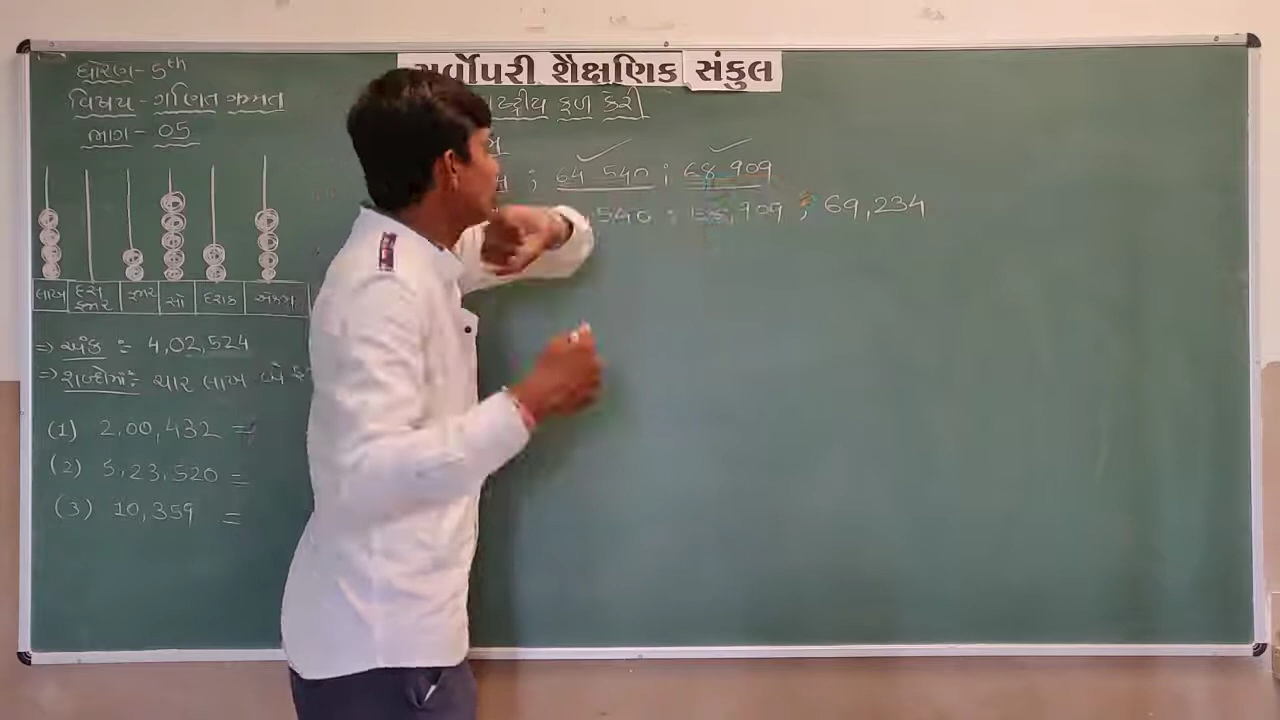 ધોરણ - 5th
વિષય - ગણિત ગમ્મત
ભાગ - 05
સર્વોપરી શૈક્ષણિક સંકુલ
ફળ કેરી
; 64 540 ; 68 909
,540 ; 68,909 ; 69,234
લાખ દસ હજાર હજાર સો દશક એકમ
⇒ અંક :- 4,02,524
⇒ શબ્દોમાં :- ચાર લાખ બે
(1) 2,00,432 =
(2) 5,23,520 =
(3) 10,359 =